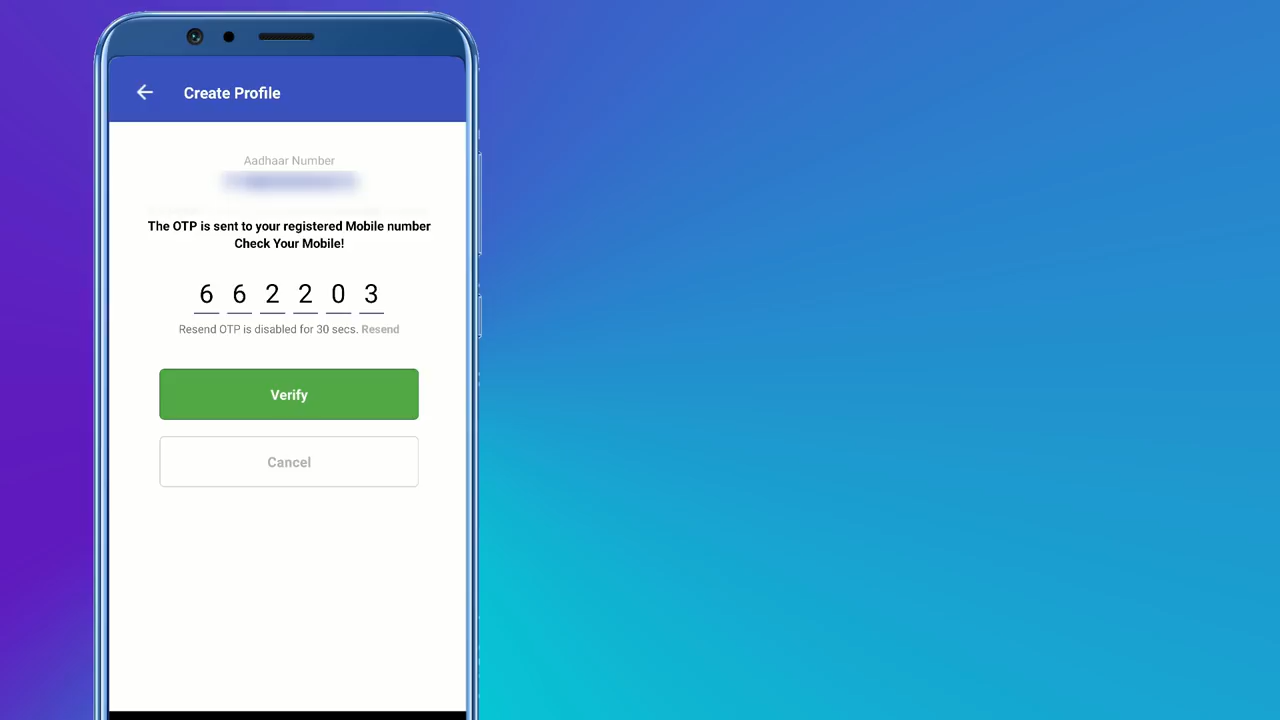 Create Profile
Aadhaar Number
The OTP is sent to your registered Mobile number
Check Your Mobile!
6 6 2 2 0 3
Resend OTP is disabled for 30 secs. Resend
Verify
Cancel